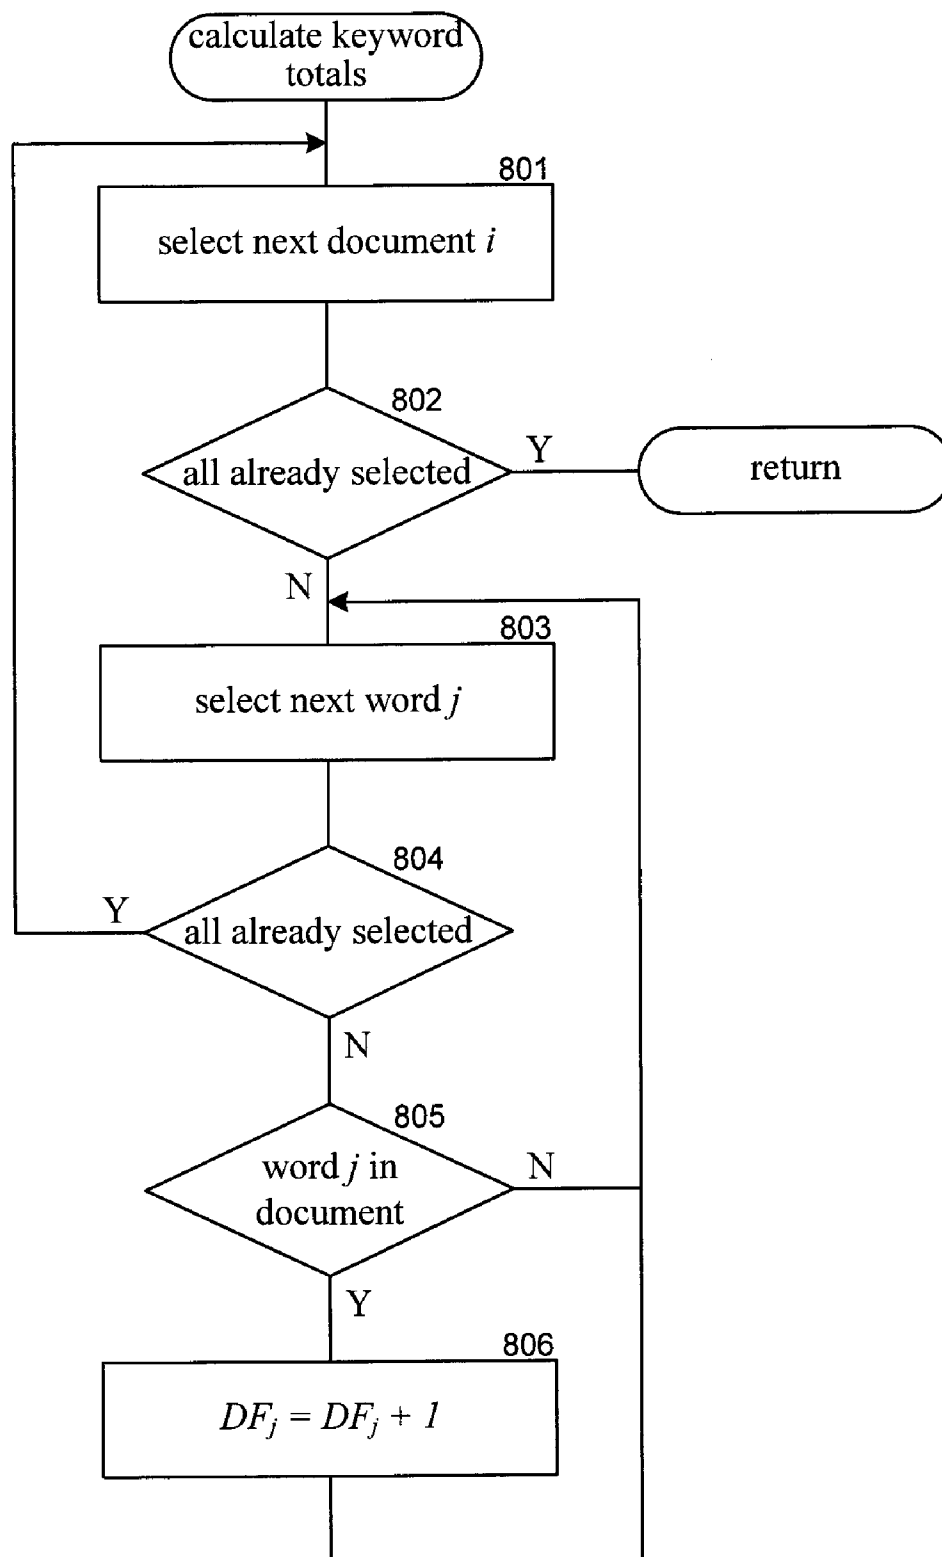 calculate keyword
totals
801
select next document i
802
all already selected
Y
return
N
803
select next word j
804
Y
all already selected
N
805
word j in
document
N
Y
806
DFj = DFj + 1